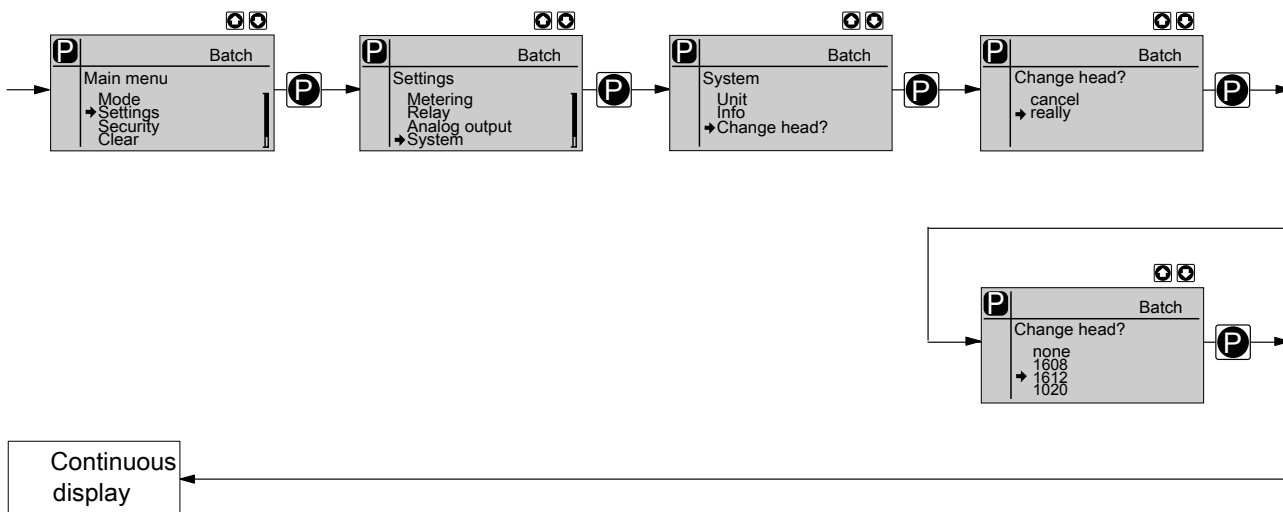 P Batch
Main menu
Mode
Settings
Security
Clear
P
P Batch
Settings
Metering
Relay
Analog output
System
P
P Batch
System
Unit
Info
Change head?
P
P Batch
Change head?
cancel
really
P
P Batch
Change head?
none
1608
1612
1020
P
Continuous
display